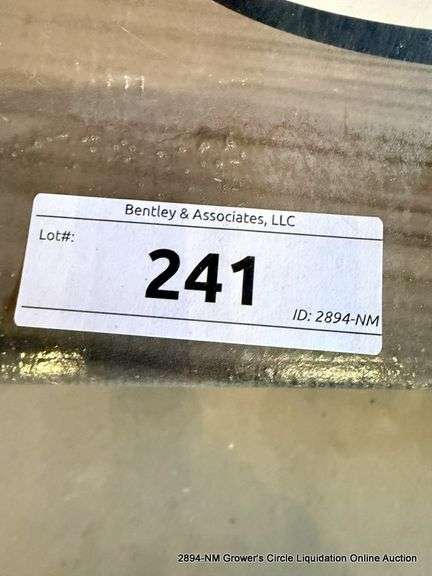 Bentley & Associates, LLC
Lot#:
241
ID: 2894-NM
2894-NM Grower's Circle Liquidation Online Auction